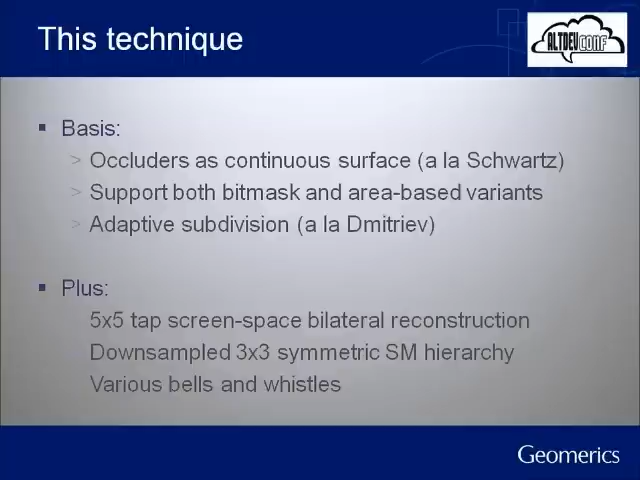 This technique
ALTDEVCONF
▪ Basis:
> Occluders as continuous surface (a la Schwartz)
> Support both bitmask and area-based variants
> Adaptive subdivision (a la Dmitriev)
▪ Plus:
5x5 tap screen-space bilateral reconstruction
Downsampled 3x3 symmetric SM hierarchy
Various bells and whistles
Geomerics